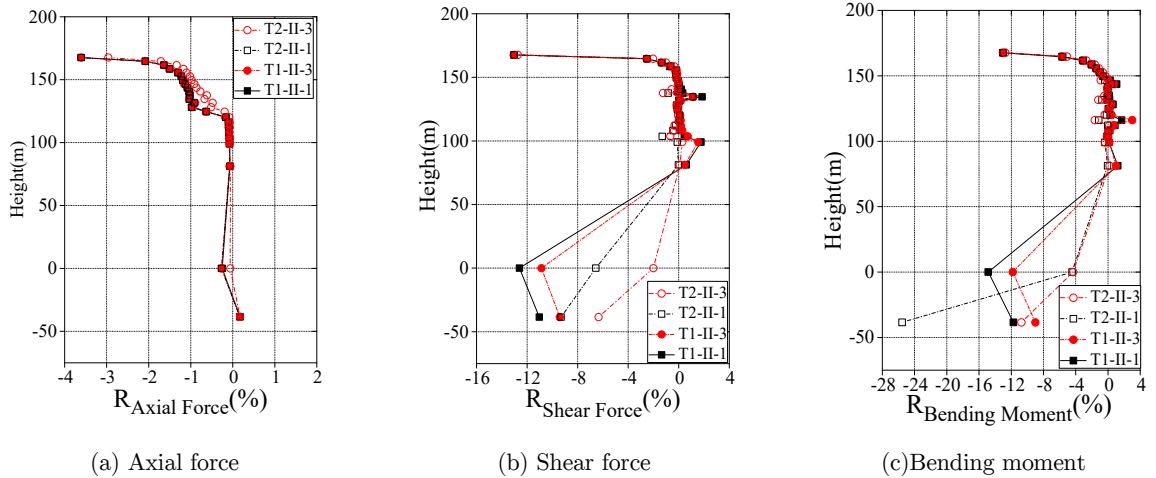 200
150
100
50
0
-50
Height(m)
-4
-3
-2
-1
0
1
2
R_Axial Force(%)
T2-II-3
T2-II-1
T1-II-3
T1-II-1
(a) Axial force
200
150
100
50
0
-50
Height(m)
-16
-12
-8
-4
0
4
R_Shear Force(%)
T2-II-3
T2-II-1
T1-II-3
T1-II-1
(b) Shear force
200
150
100
50
0
-50
Height(m)
-28
-24
-20
-16
-12
-8
-4
0
4
R_Bending Moment(%)
T2-II-3
T2-II-1
T1-II-3
T1-II-1
(c)Bending moment